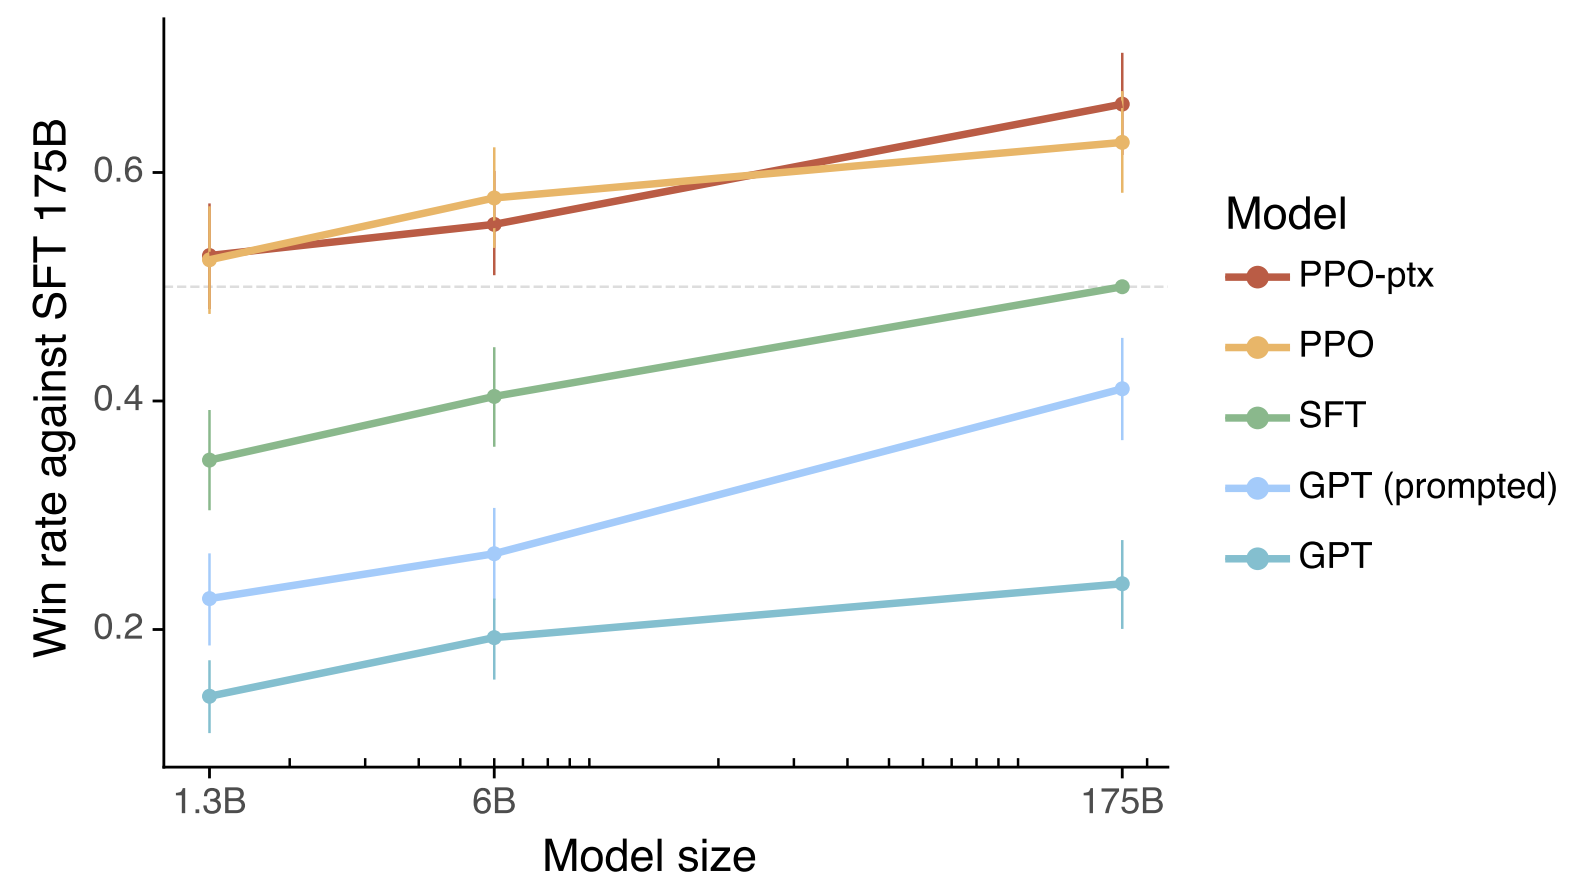 Win rate against SFT 175B
0.6
0.4
0.2
1.3B
6B
175B
Model size
Model
PPO-ptx
PPO
SFT
GPT (prompted)
GPT